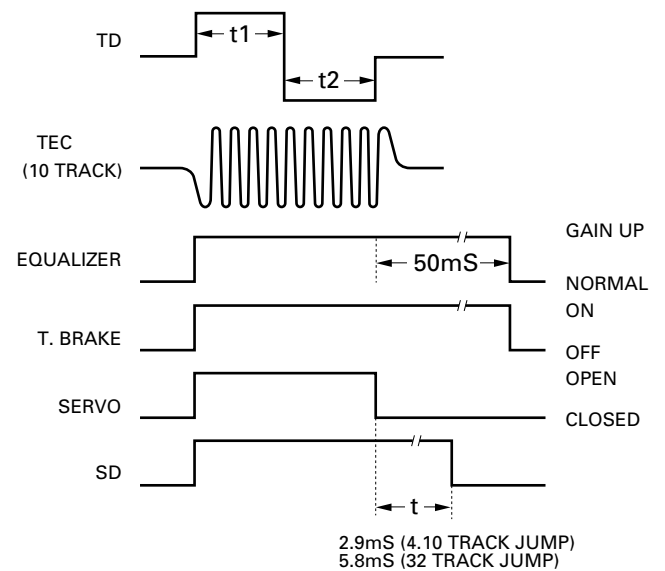 TD
t1
t2
TEC
(10 TRACK)
EQUALIZER
50mS
GAIN UP
NORMAL
T. BRAKE
ON
OFF
SERVO
OPEN
CLOSED
SD
t
2.9mS (4.10 TRACK JUMP)
5.8mS (32 TRACK JUMP)